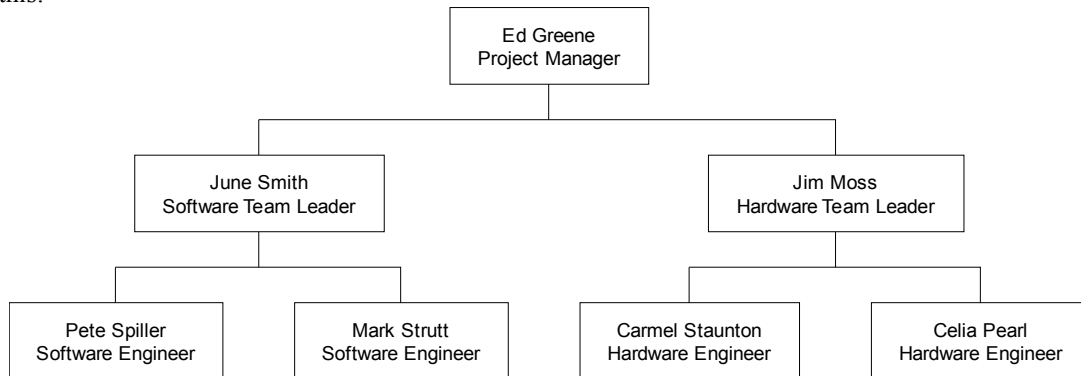 this:
Ed Greene
Project Manager
June Smith
Software Team Leader
Jim Moss
Hardware Team Leader
Pete Spiller
Software Engineer
Mark Strutt
Software Engineer
Carmel Staunton
Hardware Engineer
Celia Pearl
Hardware Engineer